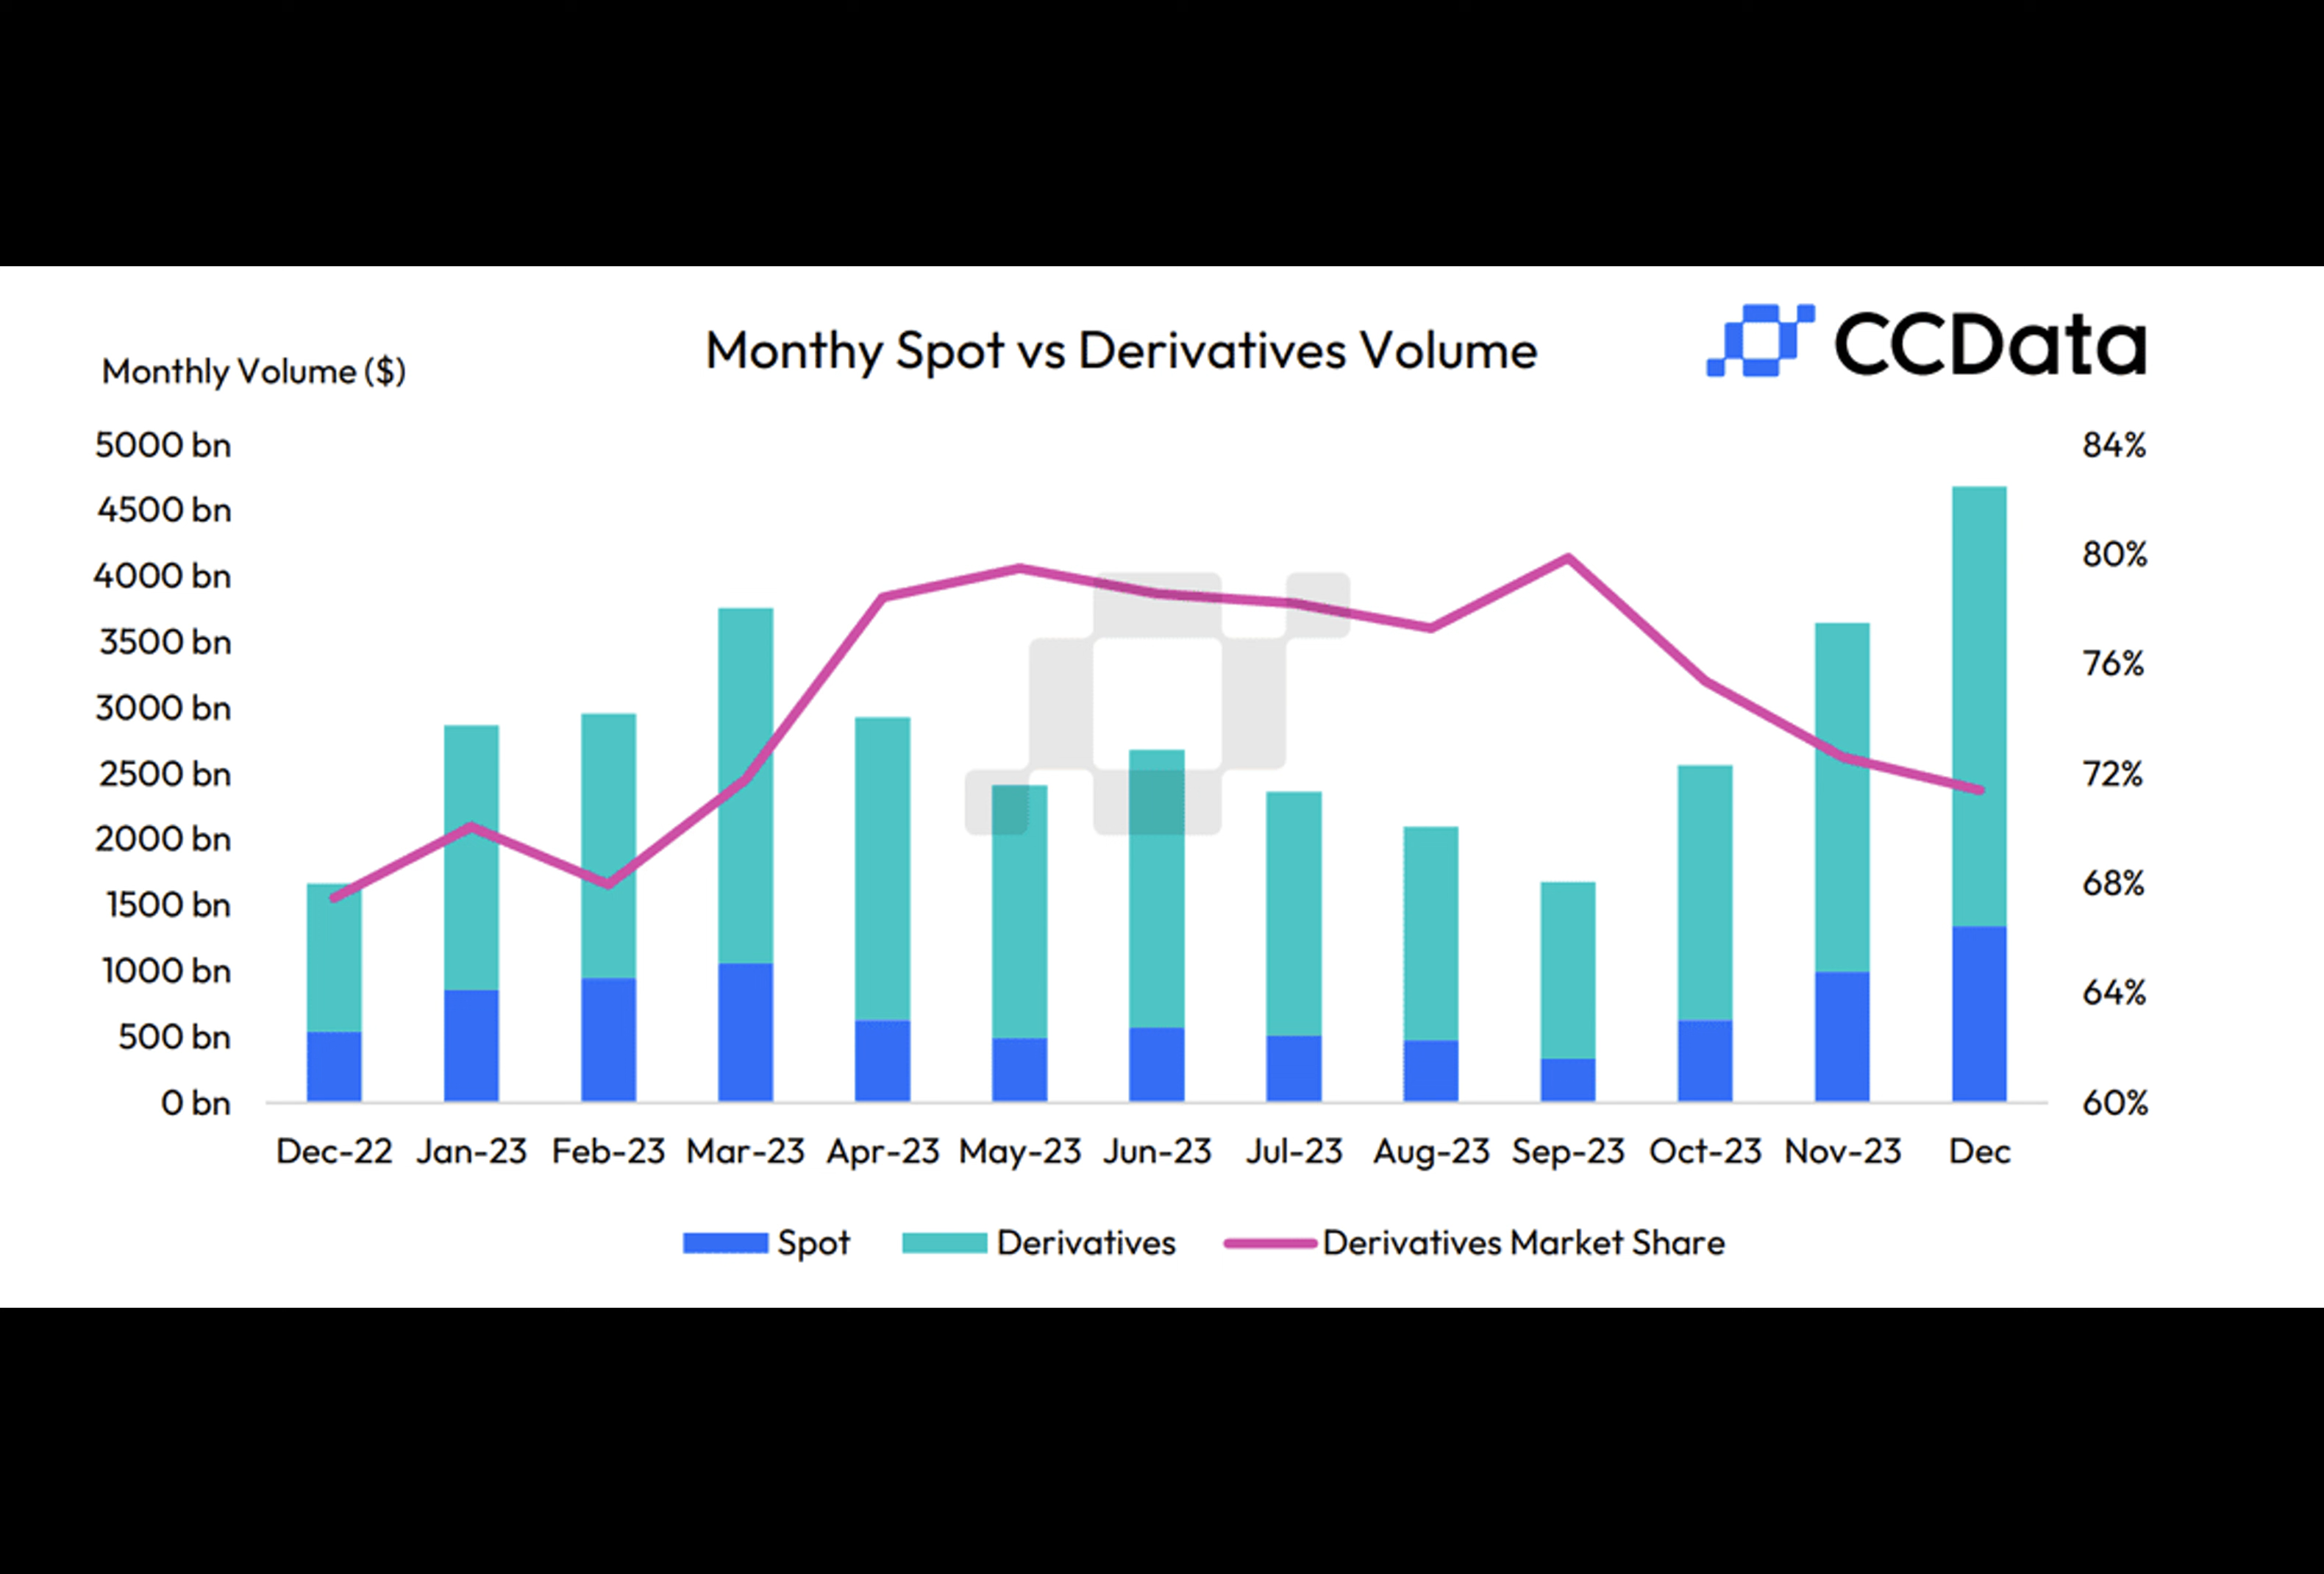 Monthy Spot vs Derivatives Volume
CCData
Monthly Volume ($)
5000 bn
4500 bn
4000 bn
3500 bn
3000 bn
2500 bn
2000 bn
1500 bn
1000 bn
500 bn
0 bn
84%
80%
76%
72%
68%
64%
60%
Dec-22 Jan-23 Feb-23 Mar-23 Apr-23 May-23 Jun-23 Jul-23 Aug-23 Sep-23 Oct-23 Nov-23 Dec
Spot Derivatives Derivatives Market Share